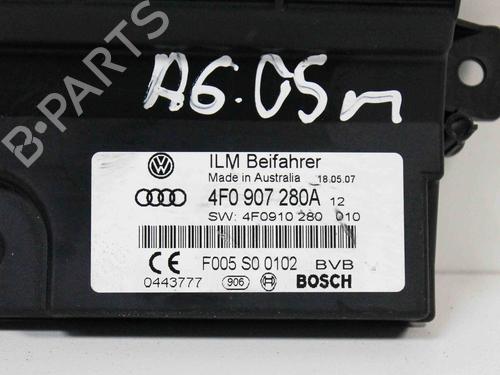 A6.05m
B-PARTS
ILM Beifahrer
Made in Australia 18.05.07
4F0 907 280A 12
SW: 4F0910 280 010
CE F005 S0 0102 BVB
0443777 906 BOSCH